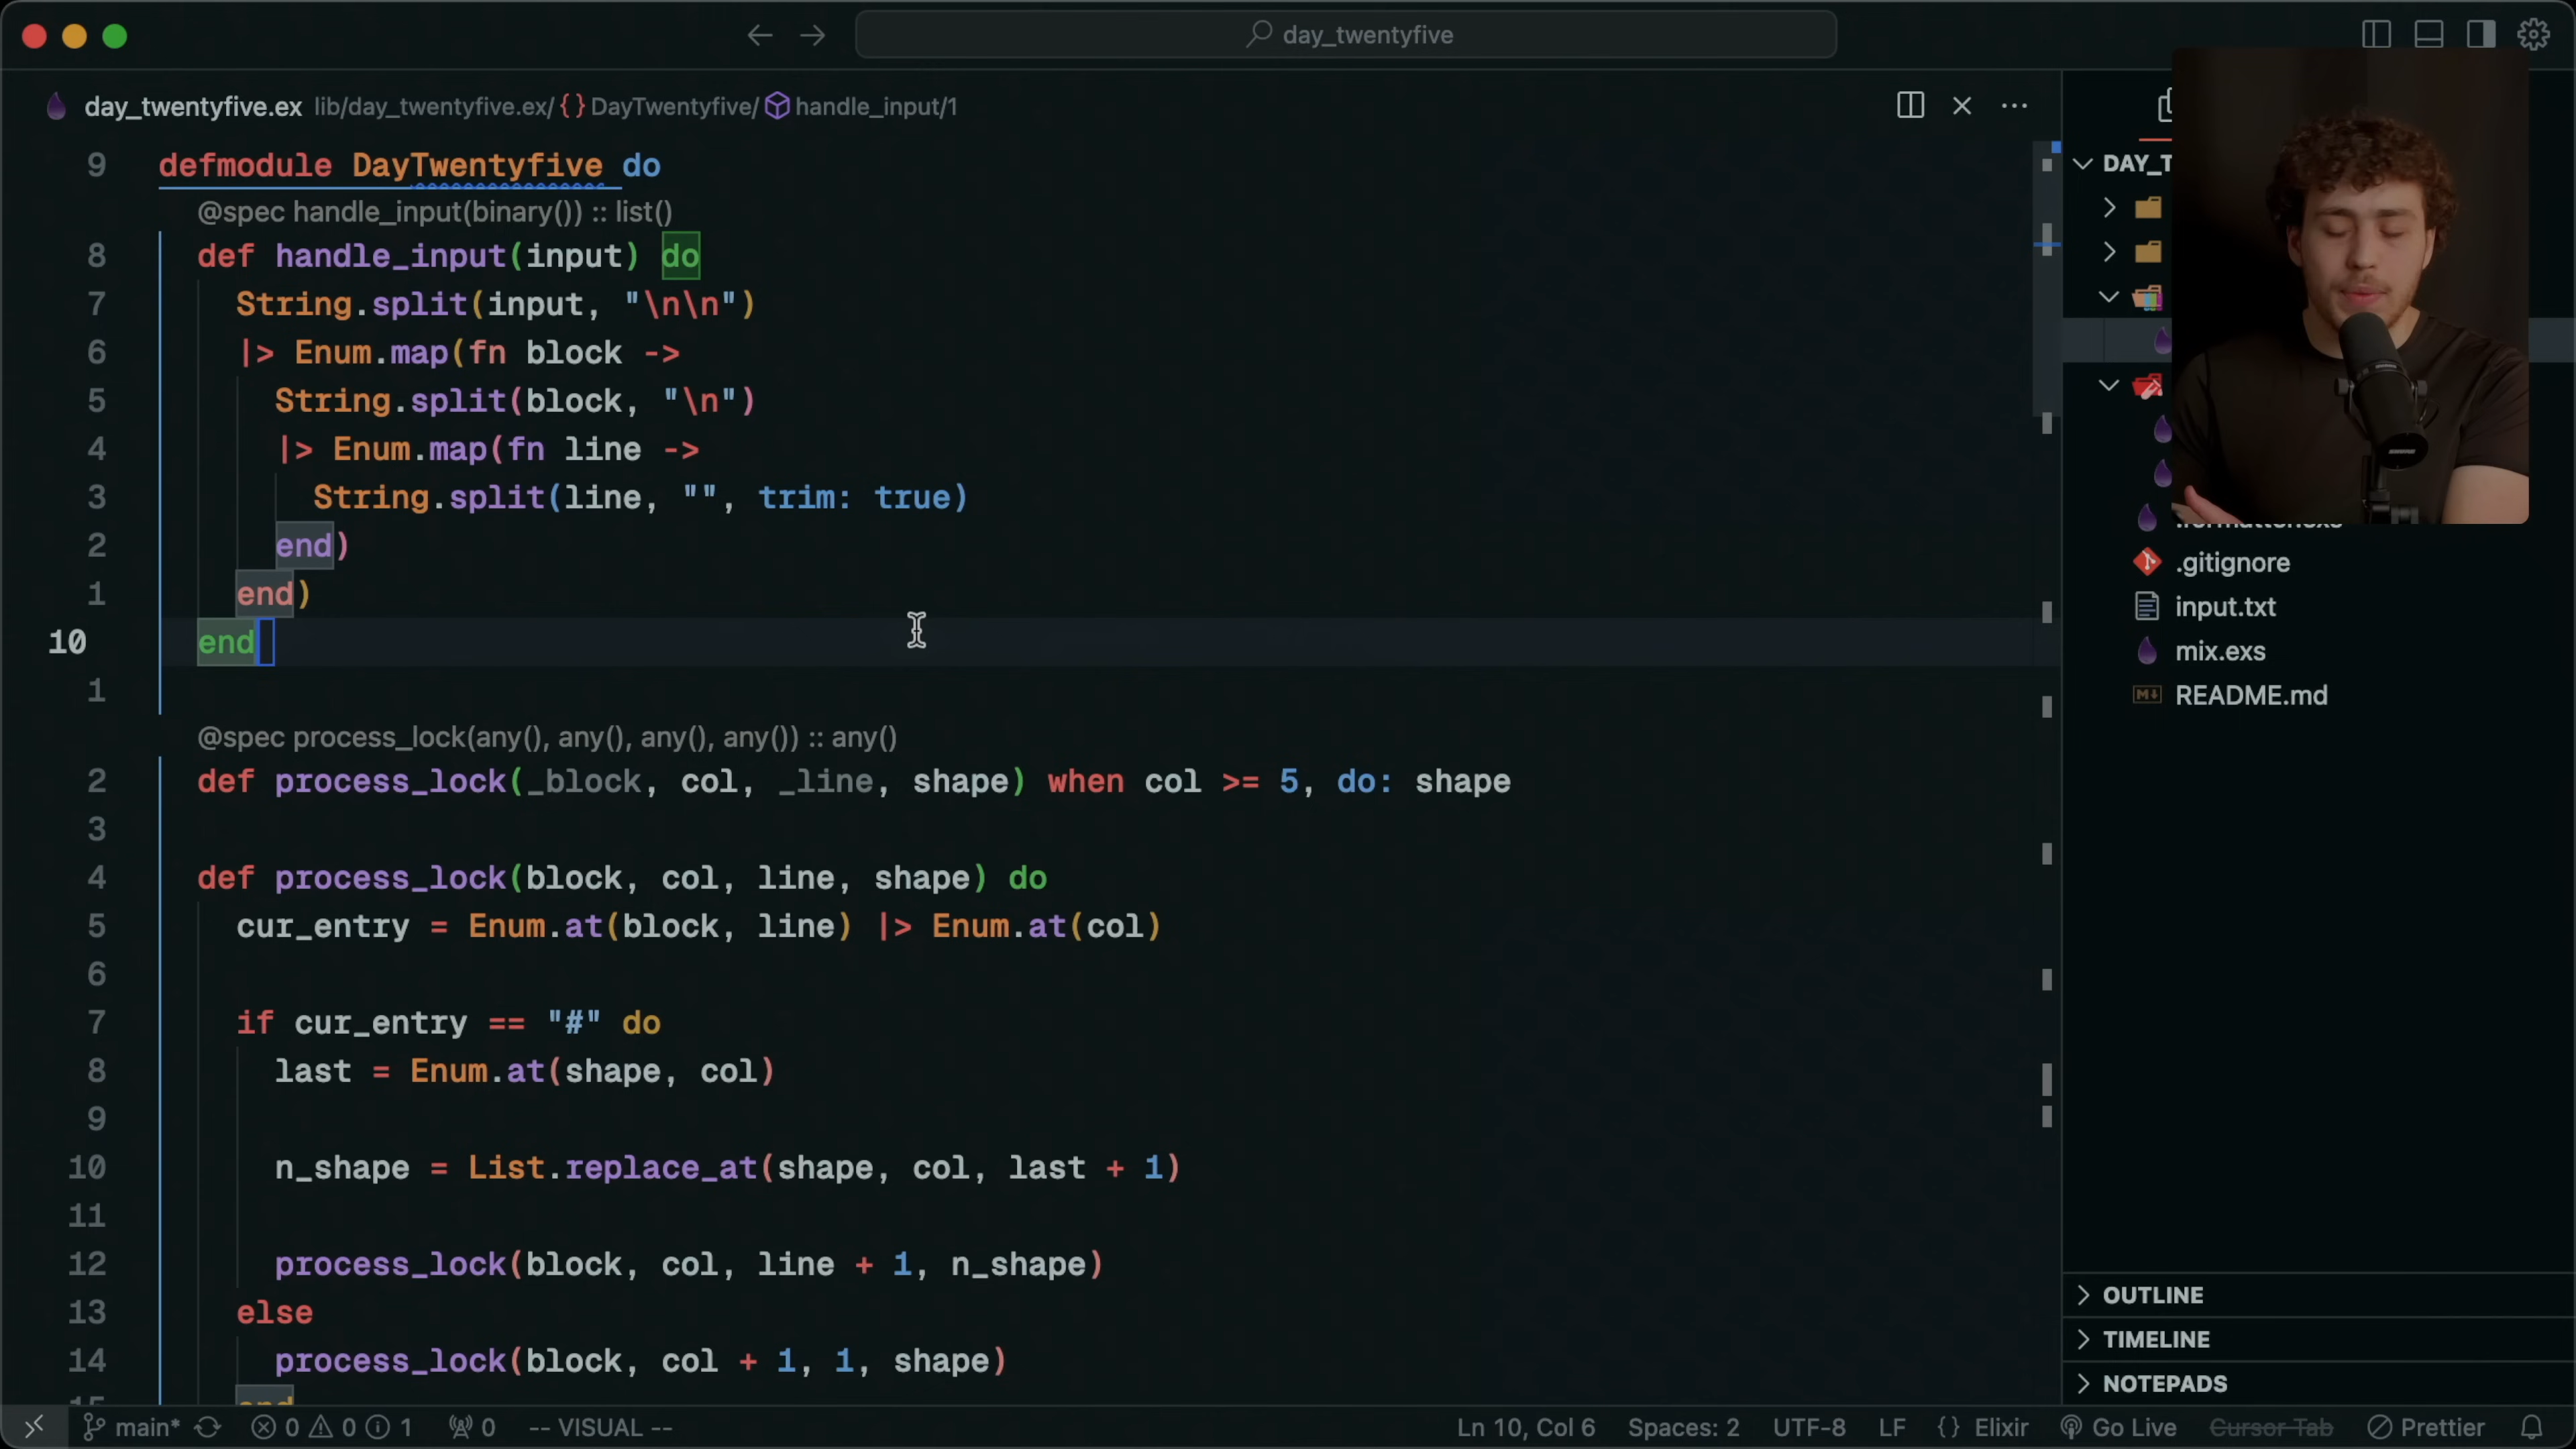 day_twentyfive
day_twentyfive.ex lib/day_twentyfive.ex/ {} DayTwentyfive/ handle_input/1
9 defmodule DayTwentyfive do
@spec handle_input(binary()) :: list()
8 def handle_input(input) do
7 String.split(input, "\n\n")
6 |> Enum.map(fn block ->
5 String.split(block, "\n")
4 |> Enum.map(fn line ->
3 String.split(line, "", trim: true)
2 end)
1 end)
10 end
1
@spec process_lock(any(), any(), any(), any()) :: any()
2 def process_lock(_block, col, _line, shape) when col >= 5, do: shape
3
4 def process_lock(block, col, line, shape) do
5 cur_entry = Enum.at(block, line) |> Enum.at(col)
6
7 if cur_entry == "#" do
8 last = Enum.at(shape, col)
9
10 n_shape = List.replace_at(shape, col, last + 1)
11
12 process_lock(block, col, line + 1, n_shape)
13 else
14 process_lock(block, col + 1, 1, shape)
DAY_T
.gitignore
input.txt
mix.exs
README.md
OUTLINE
TIMELINE
NOTEPADS
main* 0 0 1 0 -- VISUAL -- Ln 10, Col 6 Spaces: 2 UTF-8 LF {} Elixir Go Live Cursor Tab Prettier